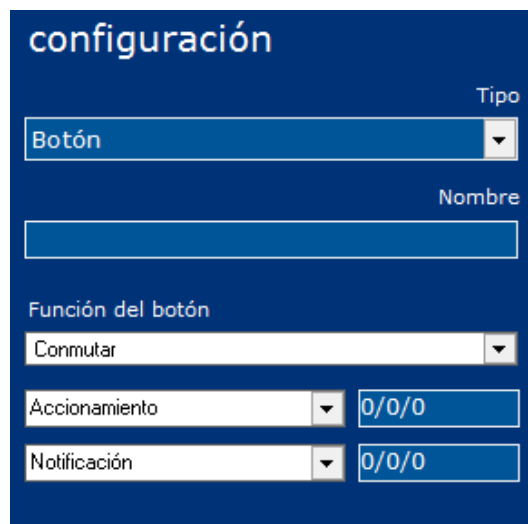 configuración
Tipo
Botón
Nombre
Función del botón
Conmutar
Accionamiento 0/0/0
Notificación 0/0/0